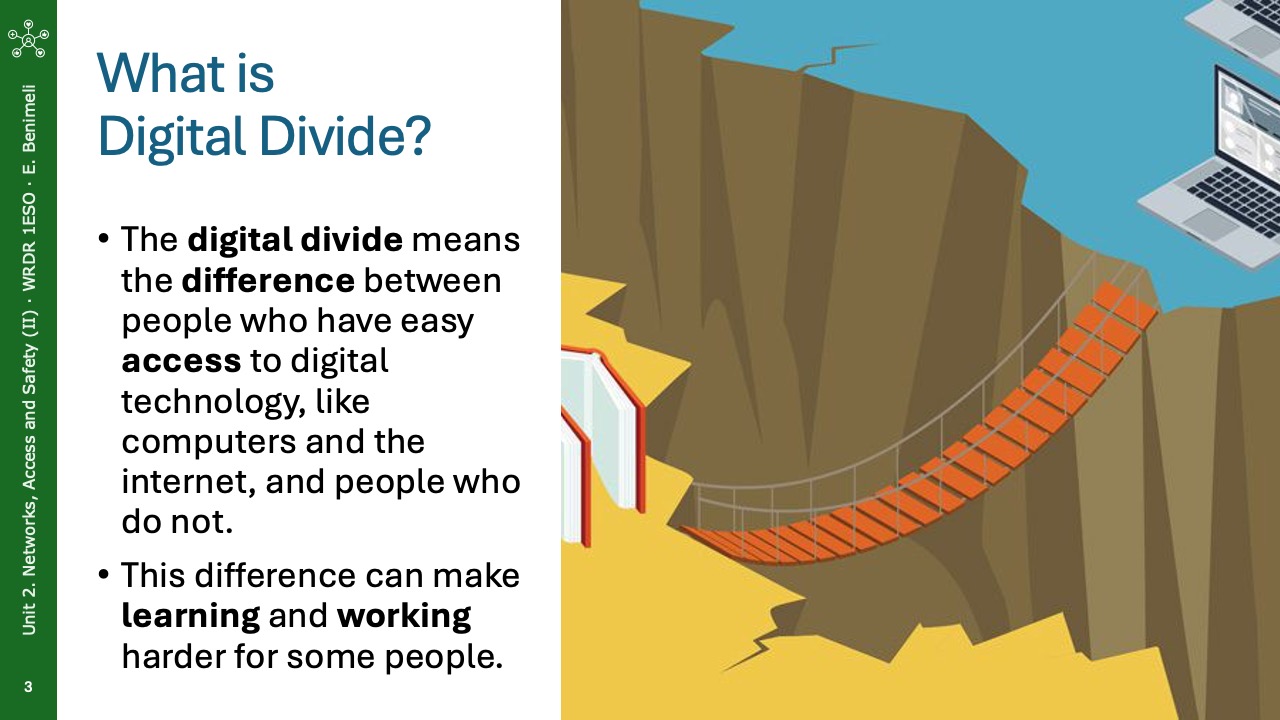 What is
Digital Divide?
• The digital divide means
the difference between
people who have easy
access to digital
technology, like
computers and the
internet, and people who
do not.
• This difference can make
learning and working
harder for some people.
Unit 2. Networks, Access and Safety (II) · WRDR 1ESO · E. Benimeli
3